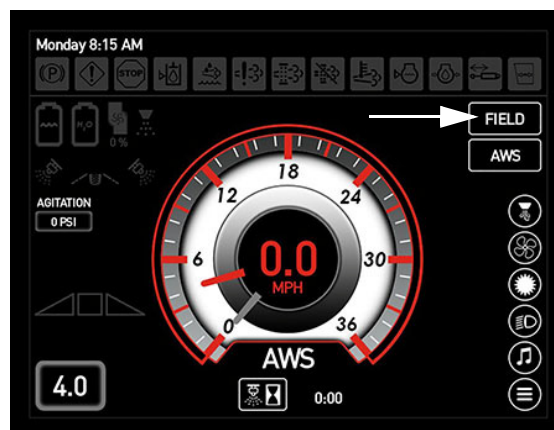 Monday 8:15 AM
(P)
STOP
FIELD
AWS
H₂O
0 %
AGITATION
0 PSI
0
6
12
18
24
30
36
0.0
MPH
AWS
4.0
0:00